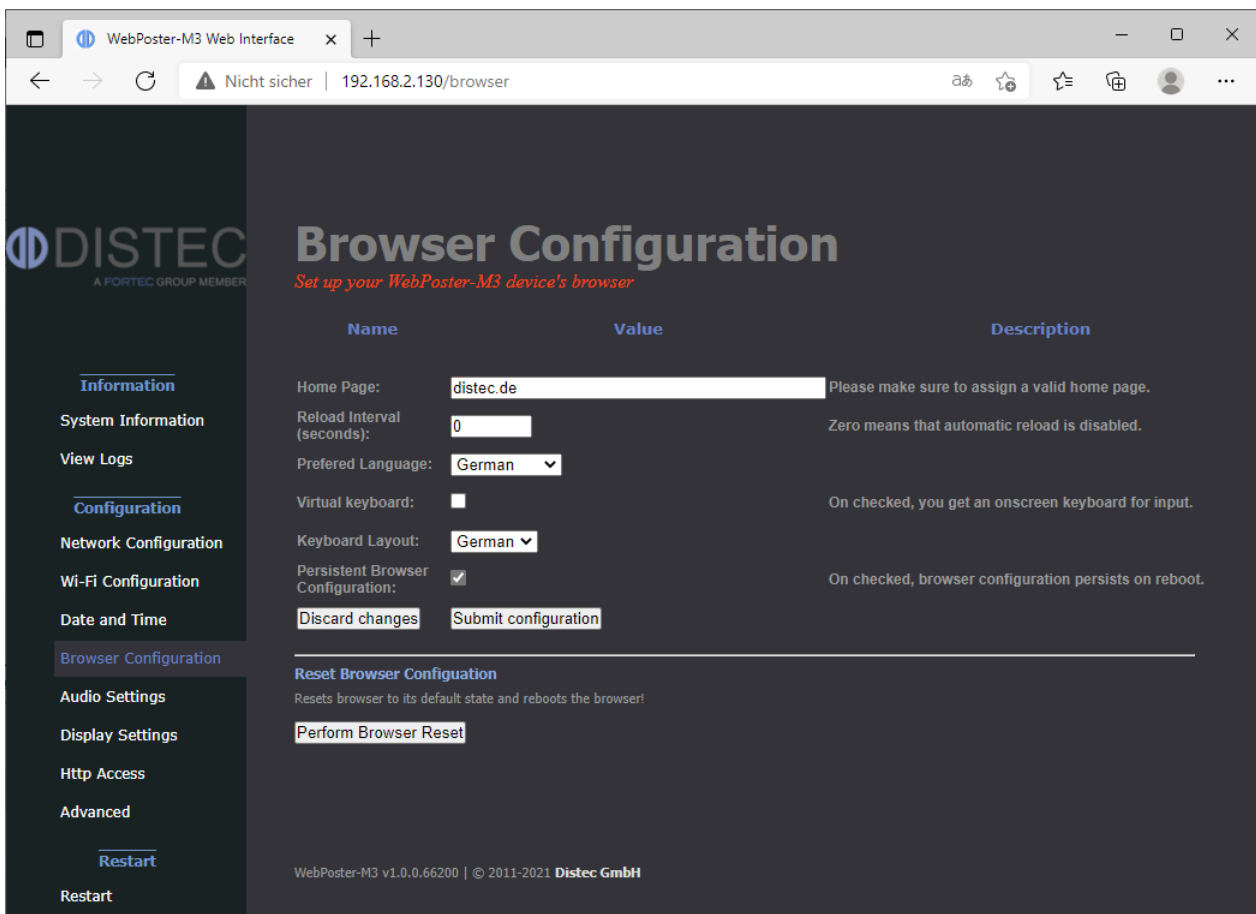 WebPoster-M3 Web Interface
Nicht sicher | 192.168.2.130/browser
aあ
DISTEC
A FORTEC GROUP MEMBER
Information
System Information
View Logs
Configuration
Network Configuration
Wi-Fi Configuration
Date and Time
Browser Configuration
Audio Settings
Display Settings
Http Access
Advanced
Restart
Restart
Browser Configuration
Set up your WebPoster-M3 device's browser
Name Value Description
Home Page: distec.de Please make sure to assign a valid home page.
Reload Interval
(seconds): 0 Zero means that automatic reload is disabled.
Prefered Language: German
Virtual keyboard: On checked, you get an onscreen keyboard for input.
Keyboard Layout: German
Persistent Browser
Configuration: On checked, browser configuration persists on reboot.
Discard changes Submit configuration
Reset Browser Configuation
Resets browser to its default state and reboots the browser!
Perform Browser Reset
WebPoster-M3 v1.0.0.66200 | © 2011-2021 Distec GmbH